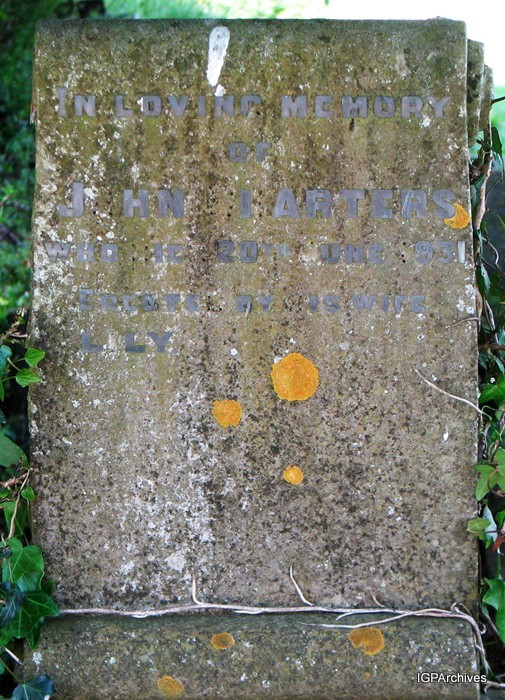 IN LOVING MEMORY
OF
J HN  ARTERS
WHO  IE  20TH  UNE  931
ERECTE  BY  IS WIFE
L LY
IGPArchives